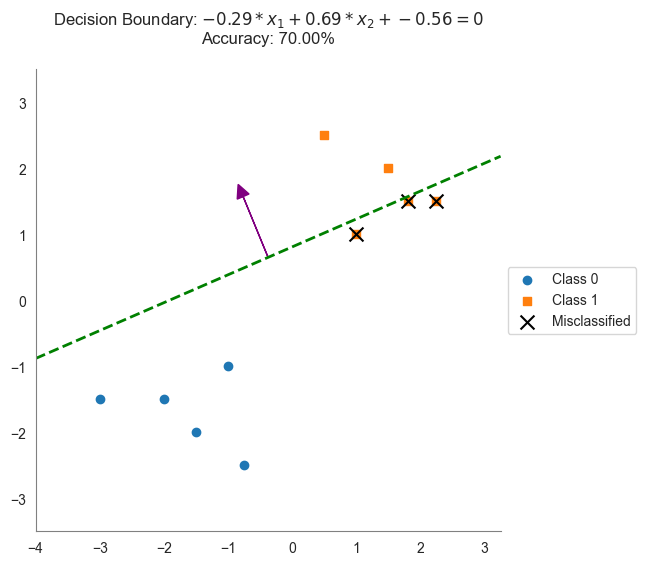 Decision Boundary: −0.29 * x₁ + 0.69 * x₂ + −0.56 = 0
Accuracy: 70.00%
3
2
1
0
−1
−2
−3
−4 −3 −2 −1 0 1 2 3
Class 0
Class 1
Misclassified